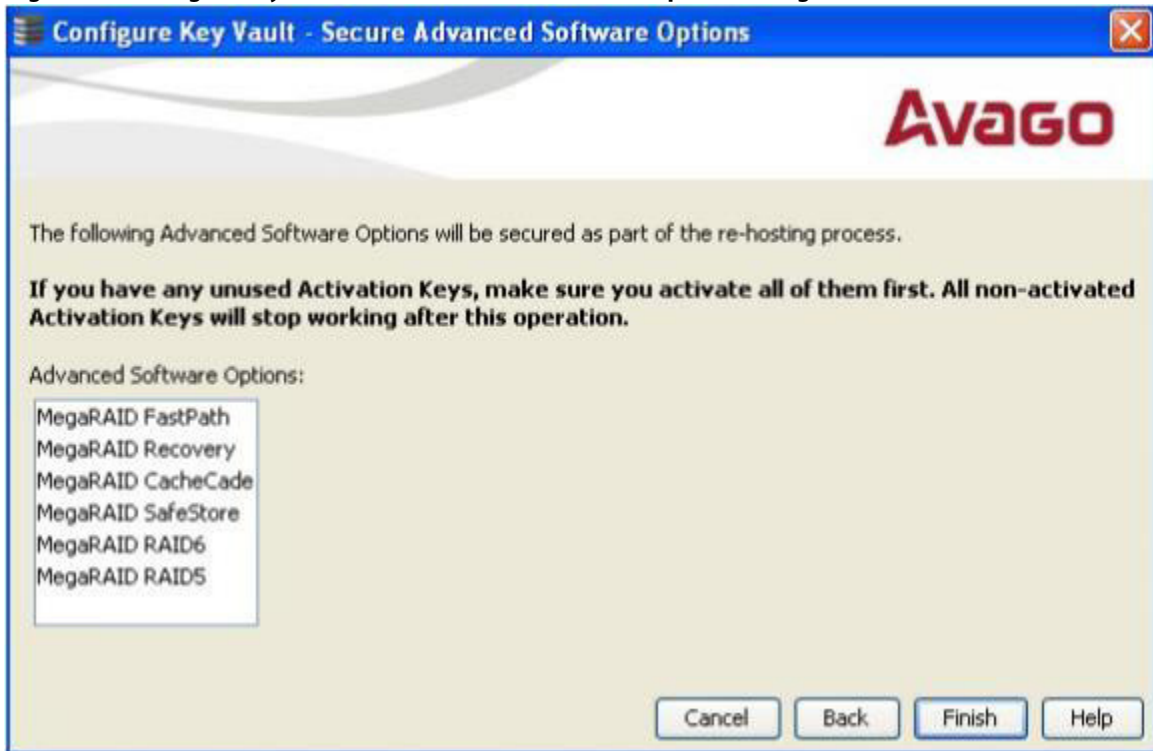 Configure Key Vault - Secure Advanced Software Options
AVAGO
The following Advanced Software Options will be secured as part of the re-hosting process.
If you have any unused Activation Keys, make sure you activate all of them first. All non-activated
Activation Keys will stop working after this operation.
Advanced Software Options:
MegaRAID FastPath
MegaRAID Recovery
MegaRAID CacheCade
MegaRAID SafeStore
MegaRAID RAID6
MegaRAID RAID5
Cancel
Back
Finish
Help